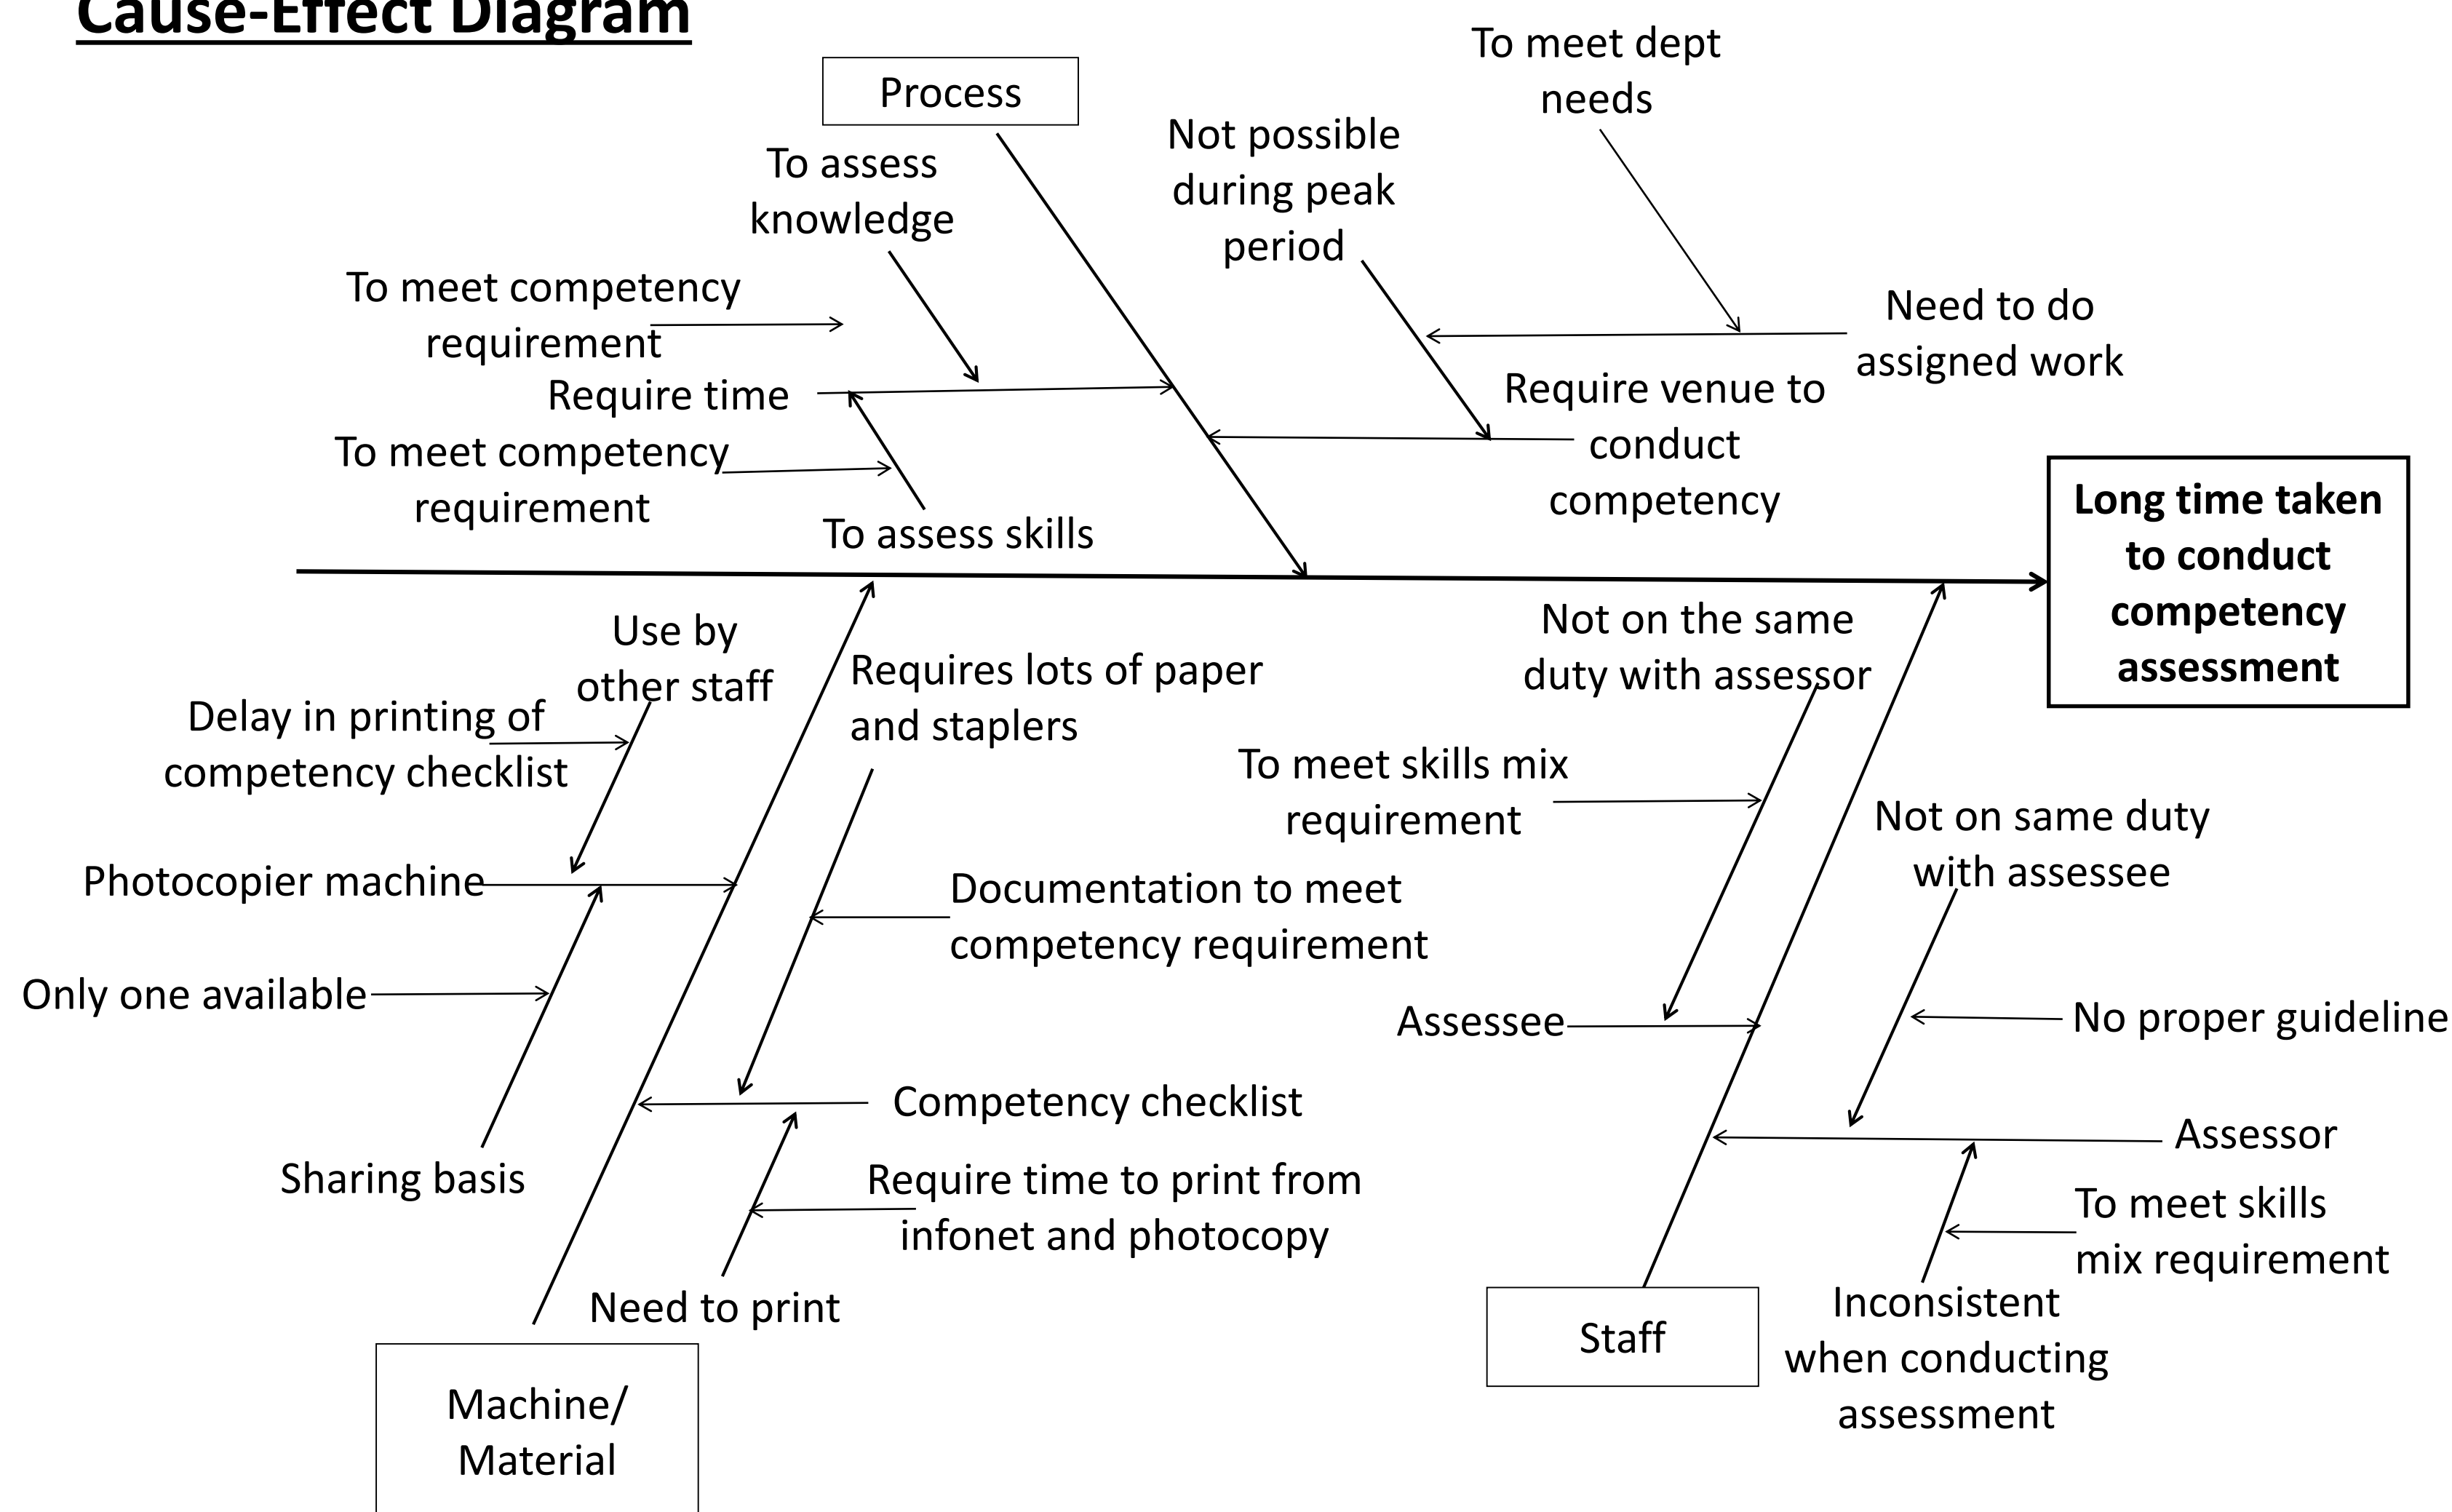 Cause-Effect Diagram
To meet dept
needs
Process
Not possible
during peak
period
To assess
knowledge
To meet competency
requirement
Need to do
assigned work
Require time
Require venue to
conduct
competency
To meet competency
requirement
To assess skills
Long time taken
to conduct
competency
assessment
Use by
other staff
Requires lots of paper
and staplers
Not on the same
duty with assessor
Delay in printing of
competency checklist
To meet skills mix
requirement
Not on same duty
with assessee
Photocopier machine
Documentation to meet
competency requirement
Only one available
Assessee
No proper guideline
Competency checklist
Assessor
Sharing basis
Require time to print from
infonet and photocopy
To meet skills
mix requirement
Need to print
Staff
Inconsistent
when conducting
assessment
Machine/
Material